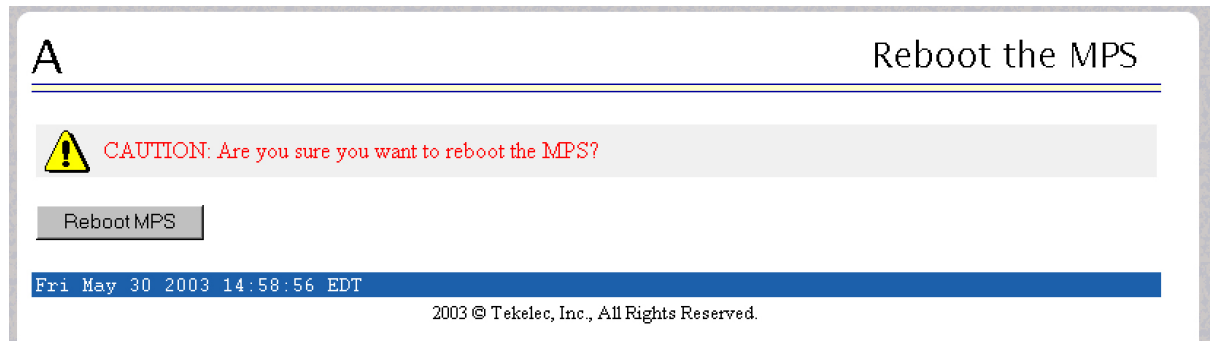 A
Reboot the MPS
CAUTION: Are you sure you want to reboot the MPS?
Reboot MPS
Fri May 30 2003 14:58:56 EDT
2003 © Tekelec, Inc., All Rights Reserved.